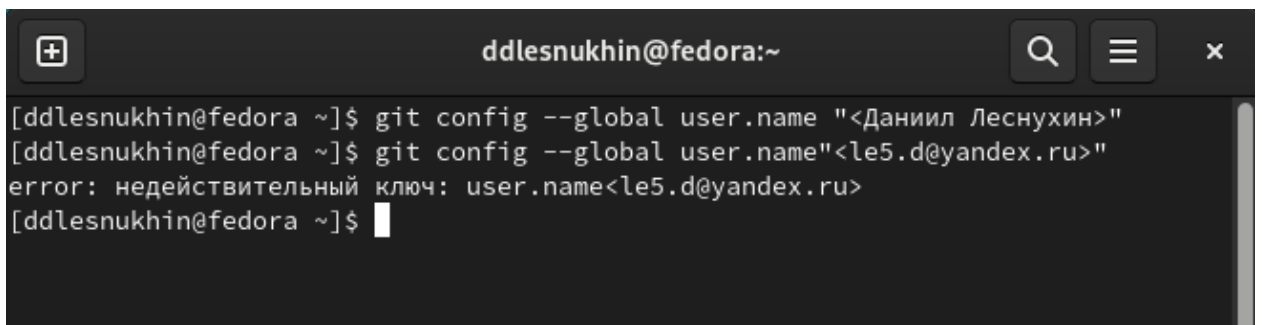 ddlesnukhin@fedora:~
[ddlesnukhin@fedora ~]$ git config --global user.name "<Даниил Леснухин>"
[ddlesnukhin@fedora ~]$ git config --global user.name"<le5.d@yandex.ru>"
error: недействительный ключ: user.name<le5.d@yandex.ru>
[ddlesnukhin@fedora ~]$